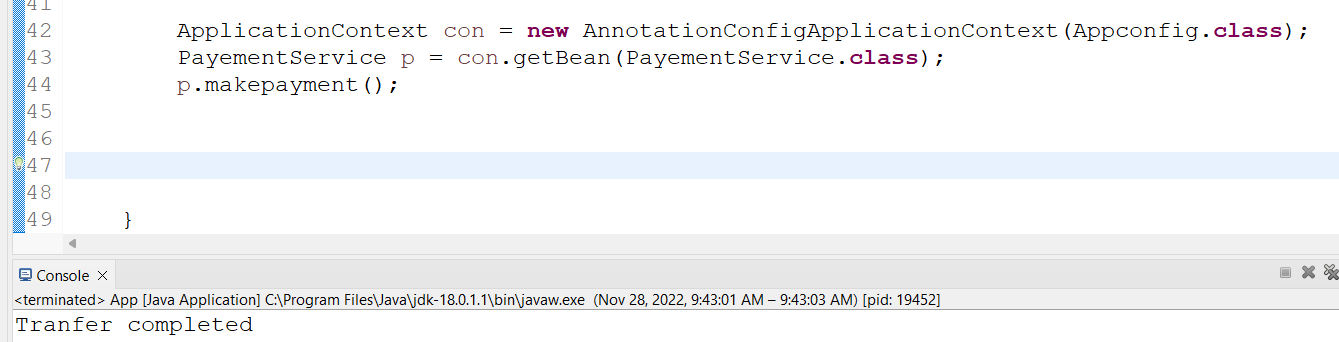 41
42 ApplicationContext con = new AnnotationConfigApplicationContext(Appconfig.class);
43 PayementService p = con.getBean(PayementService.class);
44 p.makepayment();
45
46
47
48
49 }
Console
<terminated> App [Java Application] C:\Program Files\Java\jdk-18.0.1.1\bin\javaw.exe (Nov 28, 2022, 9:43:01 AM – 9:43:03 AM) [pid: 19452]
Tranfer completed